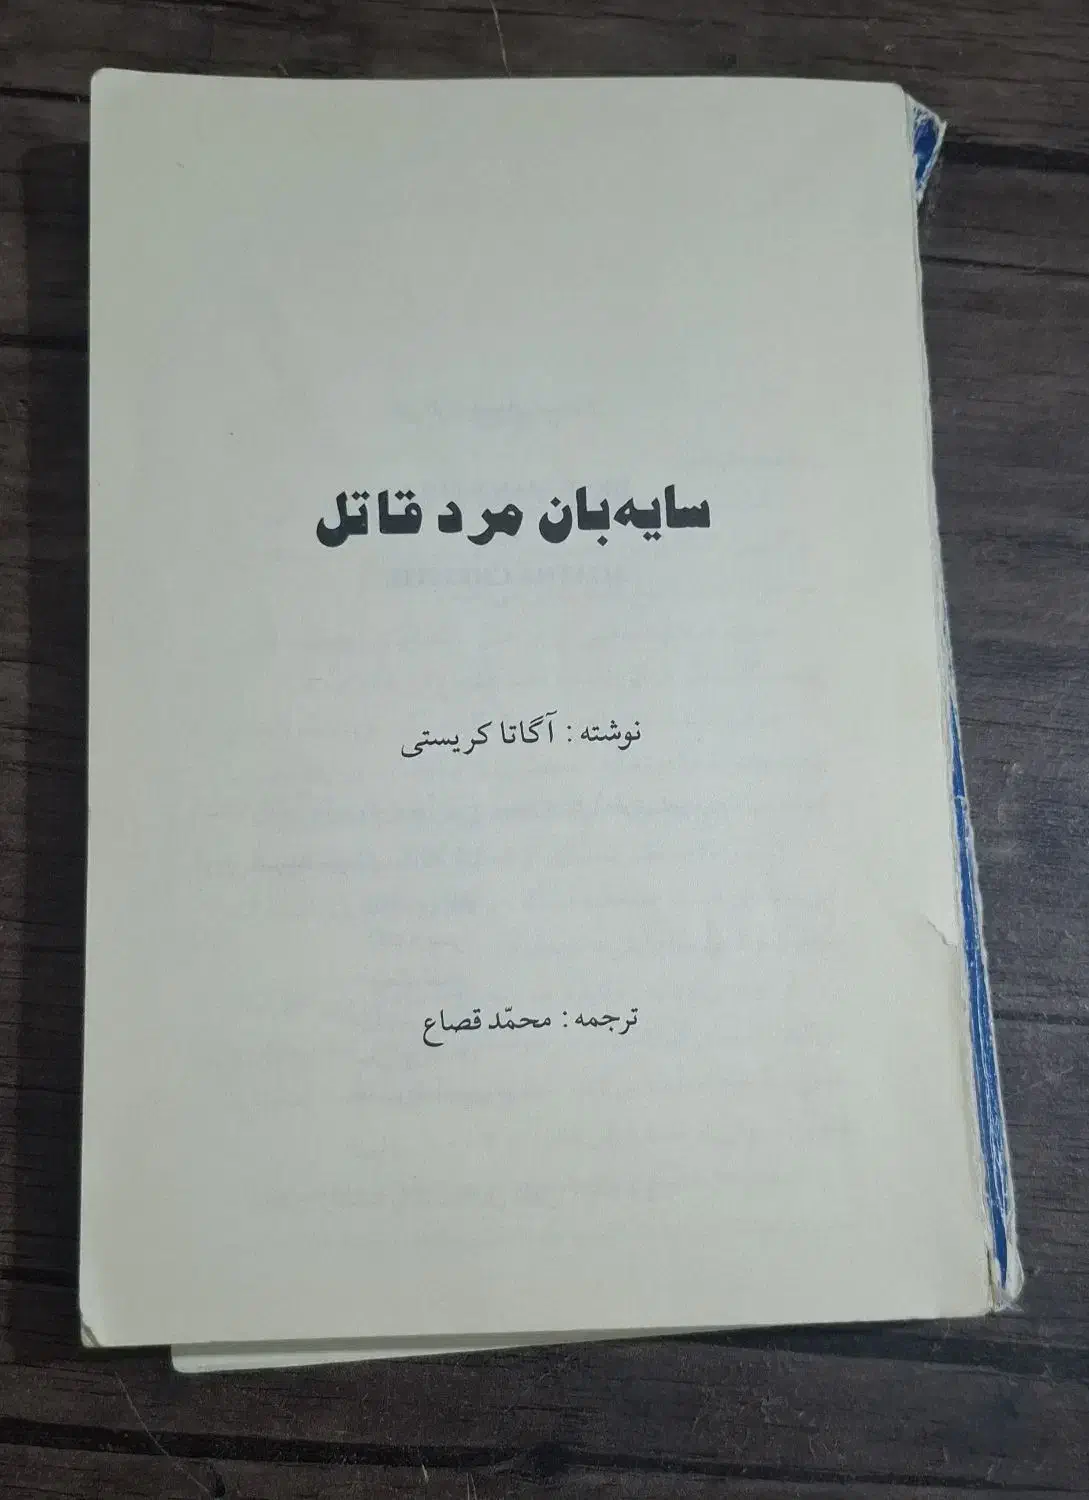 سایه‌بان مرد قاتل
نوشته : آگاتا کریستی
ترجمه : محمّد قصاع